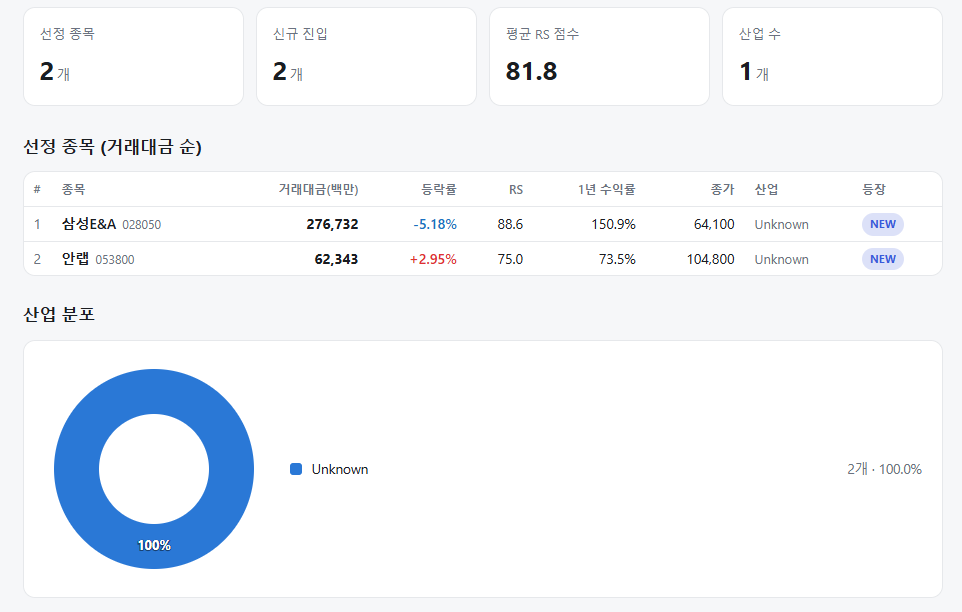 선정 종목 신규 진입 평균 RS 점수 산업 수
2개 2개 81.8 1개
선정 종목 (거래대금 순)
# 종목 거래대금(백만) 등락률 RS 1년 수익률 종가 산업 등장
1 삼성E&A 028050 276,732 -5.18% 88.6 150.9% 64,100 Unknown NEW
2 안랩 053800 62,343 +2.95% 75.0 73.5% 104,800 Unknown NEW
산업 분포
Unknown 2개 · 100.0%
100%